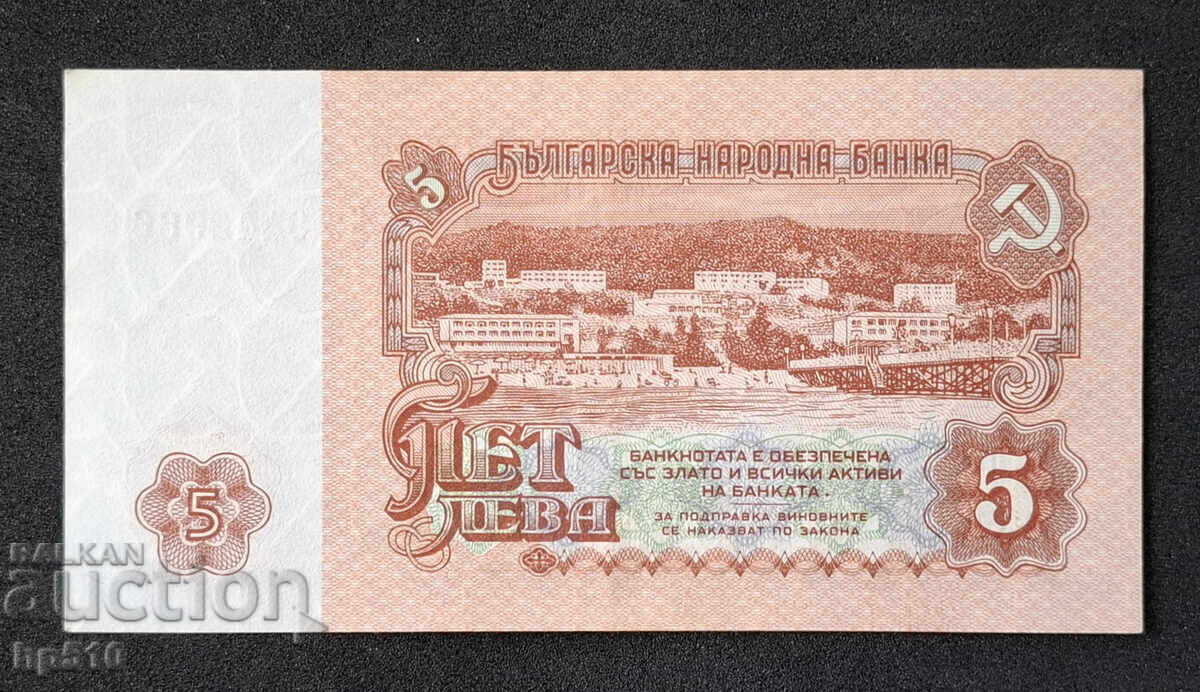 БЪЛГАРСКА НАРОДНА БАНКА
5
ПЕТ
ЛЕВА
БАНКНОТАТА Е ОБЕЗПЕЧЕНА
СЪС ЗЛАТО И ВСИЧКИ АКТИВИ
НА БАНКАТА.
ЗА ПОДПРАВКА ВИНОВНИТЕ
СЕ НАКАЗВАТ ПО ЗАКОНА
5
5
BALKAN
auction
hp510